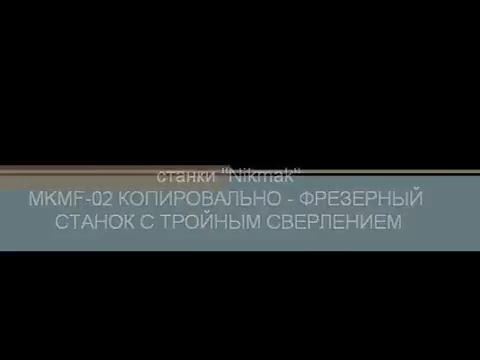 станки "Nikmak"
MKMF-02 КОПИРОВАЛЬНО - ФРЕЗЕРНЫЙ
СТАНОК С ТРОЙНЫМ СВЕРЛЕНИЕМ